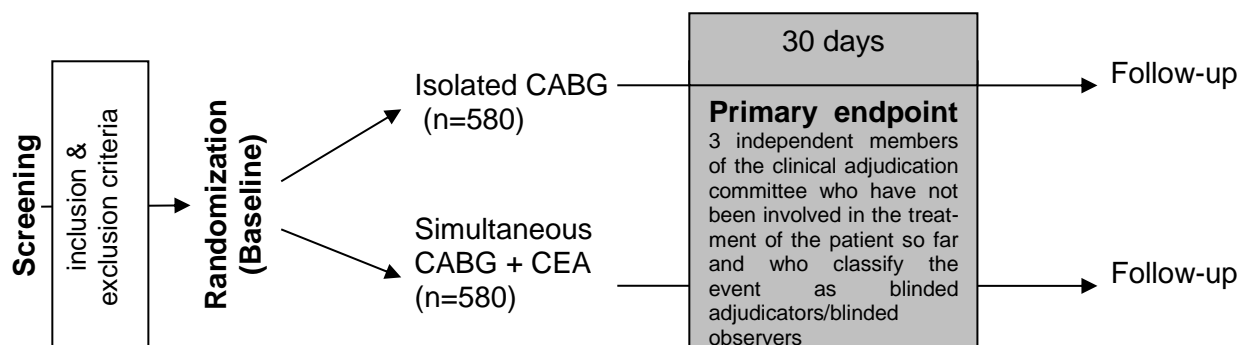 Screening
inclusion &
exclusion criteria
Randomization
(Baseline)
Isolated CABG
(n=580)
Simultaneous
CABG + CEA
(n=580)
30 days
Primary endpoint
3 independent members
of the clinical adjudication
committee who have not
been involved in the treat-
ment of the patient so far
and who classify the
event as blinded
adjudicators/blinded
observers
Follow-up
Follow-up